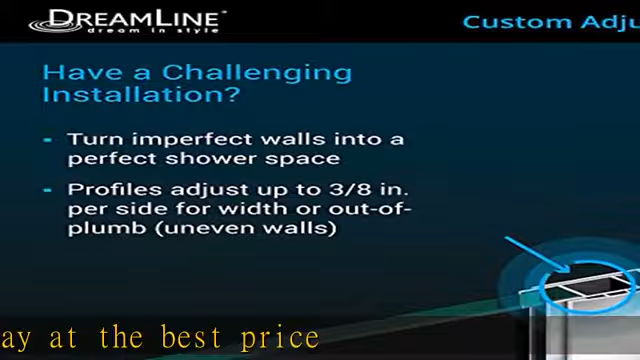 DREAMLINE™
dream in style
Custom Adju
Have a Challenging
Installation?
- Turn imperfect walls into a
perfect shower space
- Profiles adjust up to 3/8 in.
per side for width or out-of-
plumb (uneven walls)
ay at the best price